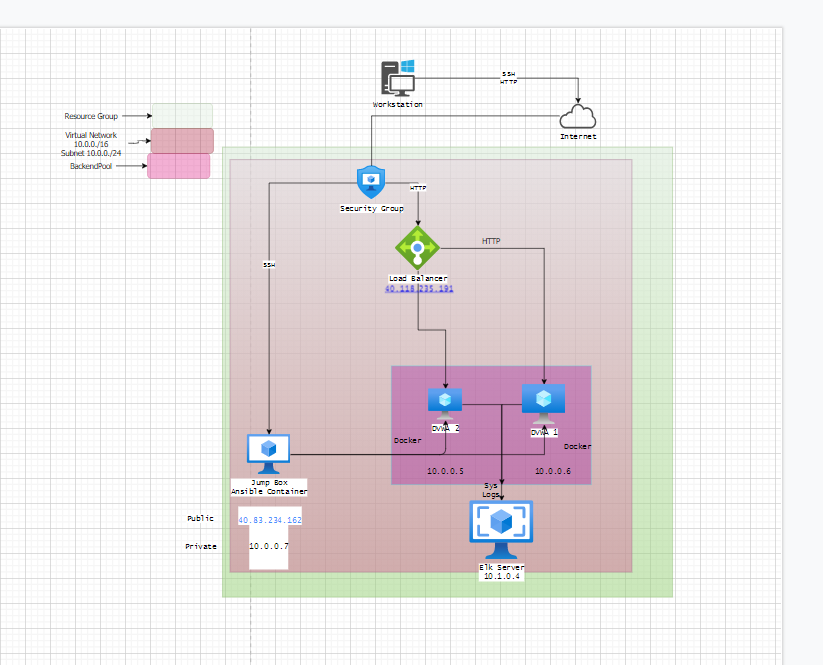 SSH
HTTP
Workstation
Internet
Resource Group
Virtual Network
10.0.0./16
Subnet 10.0.0./24
BackendPool
HTTP
Security Group
HTTP
SSH
Load Balancer
40.118.235.191
DVWA 2
DVWA 1
Docker
Docker
10.0.0.5
10.0.0.6
Jump Box
Ansible Container
Sys
Logs
Public
40.83.234.162
Private
10.0.0.7
Elk Server
10.1.0.4